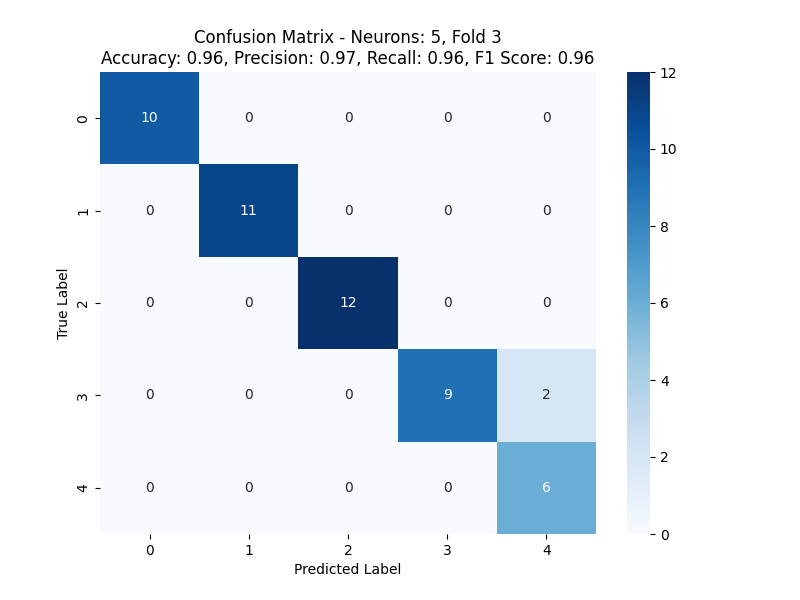 Confusion Matrix - Neurons: 5, Fold 3
Accuracy: 0.96, Precision: 0.97, Recall: 0.96, F1 Score: 0.96
True Label
0 10 0 0 0 0
1 0 11 0 0 0
2 0 0 12 0 0
3 0 0 0 9 2
4 0 0 0 0 6
0 1 2 3 4
Predicted Label
12
10
8
6
4
2
0